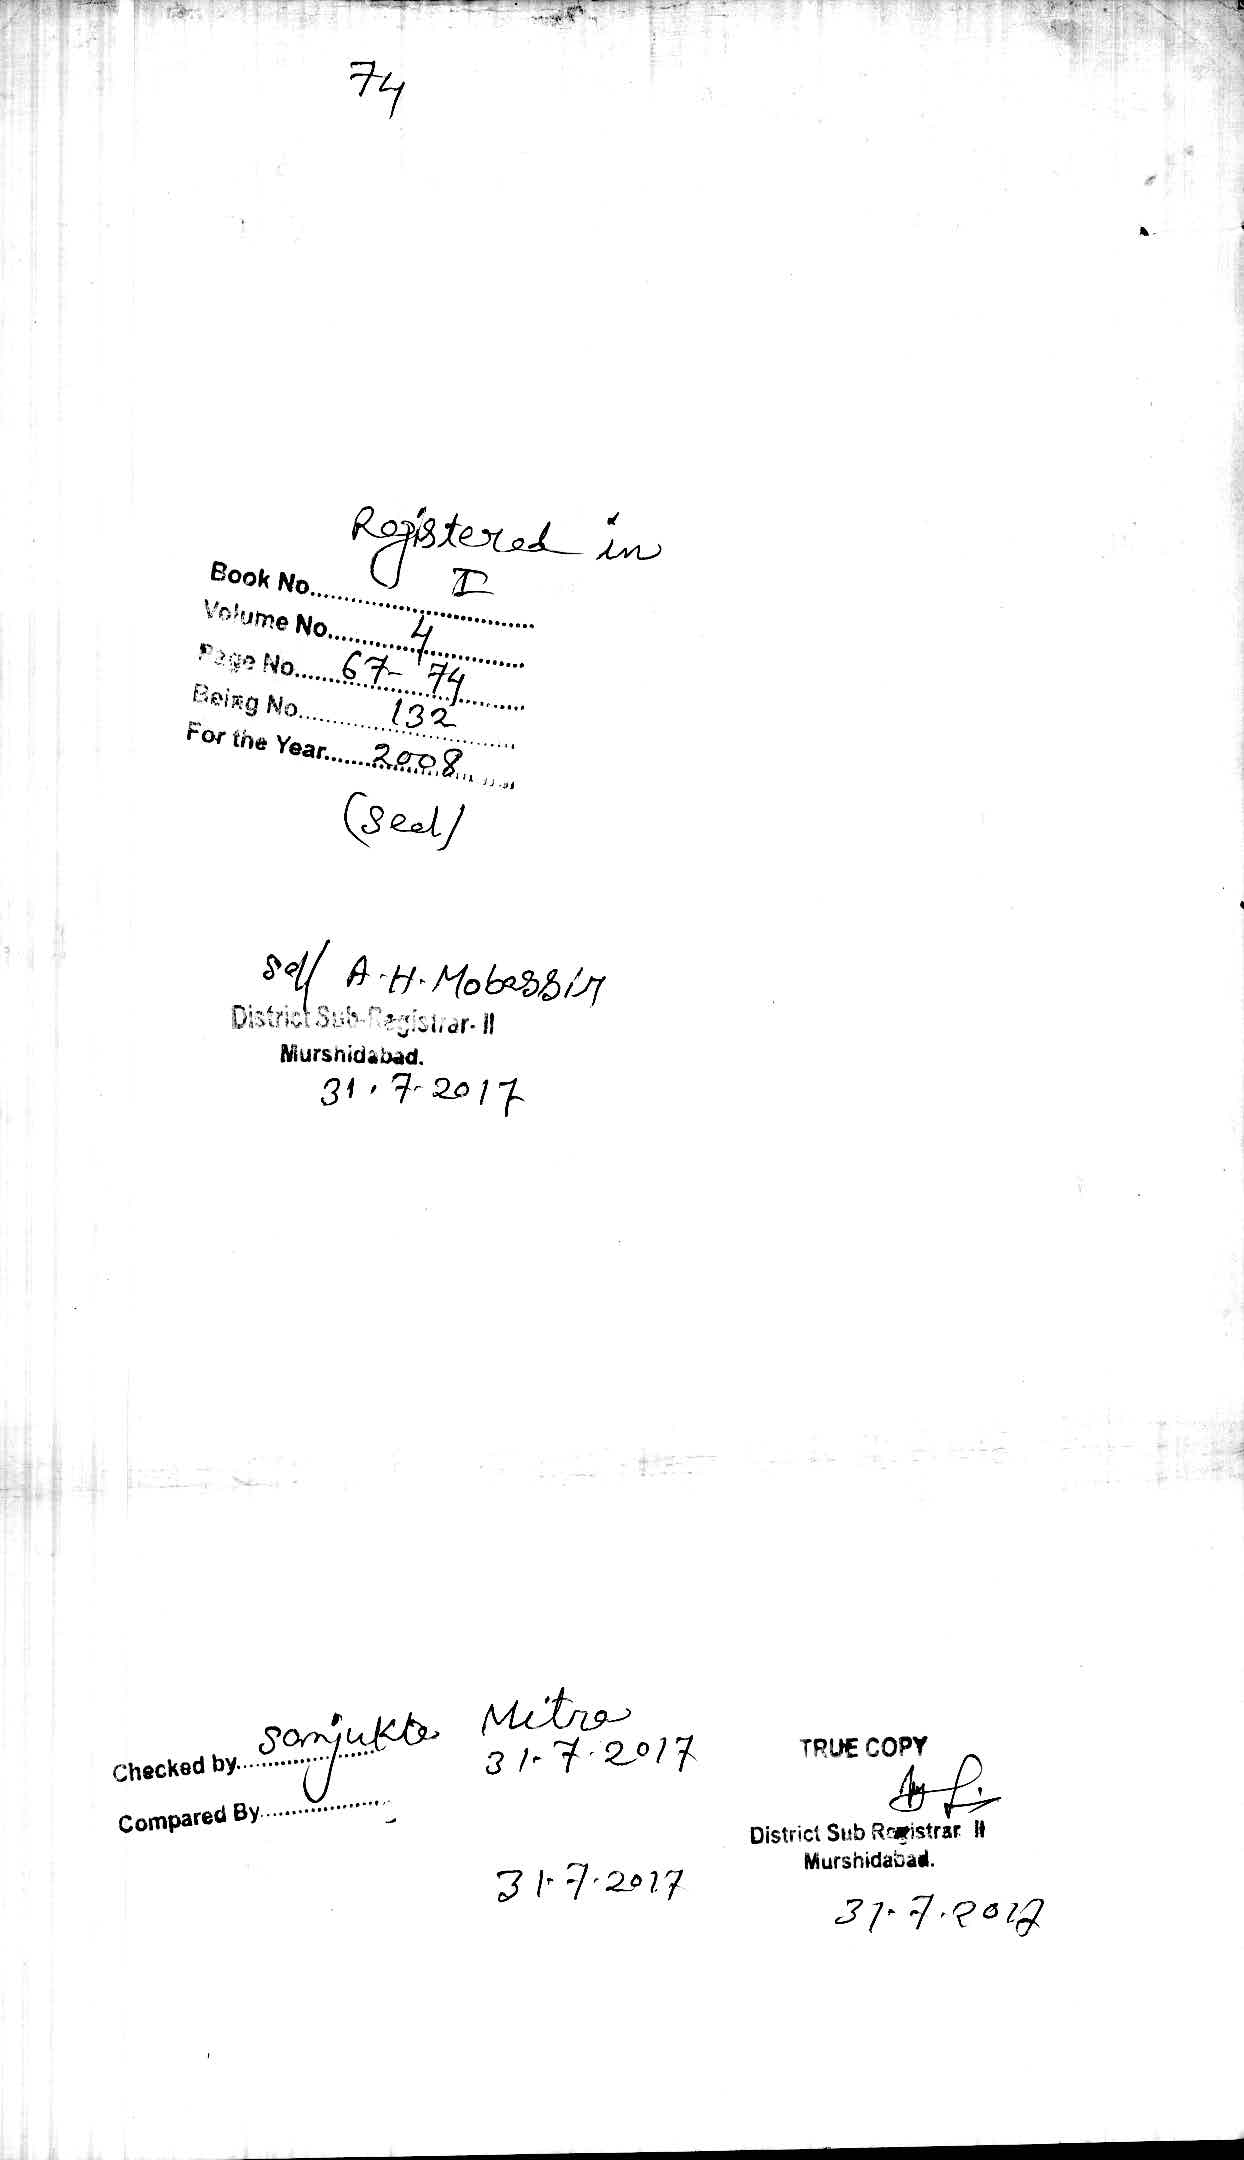 74
Registered in
Book No. I
Volume No. 4
Page No. 67-74
Being No. 132
For the Year 2008
(Seal)
Sd/ A.H. Mobassir
District Sub-Registrar- II
Murshidabad.
31.7.2017
Checked by Sanjukta Mitra
31.7.2017
Compared By
31.7.2017
TRUE COPY
District Sub Registrar II
Murshidabad.
31.7.2017